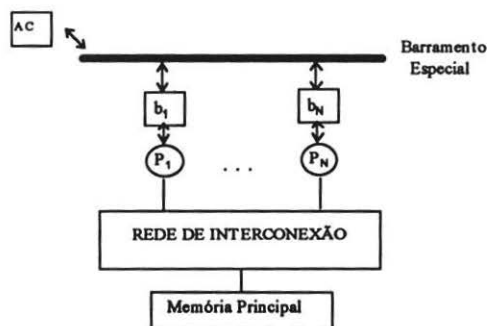 AC
Barramento
Especial
b1 bN
P1 . . . PN
REDE DE INTERCONEXÃO
Memória Principal